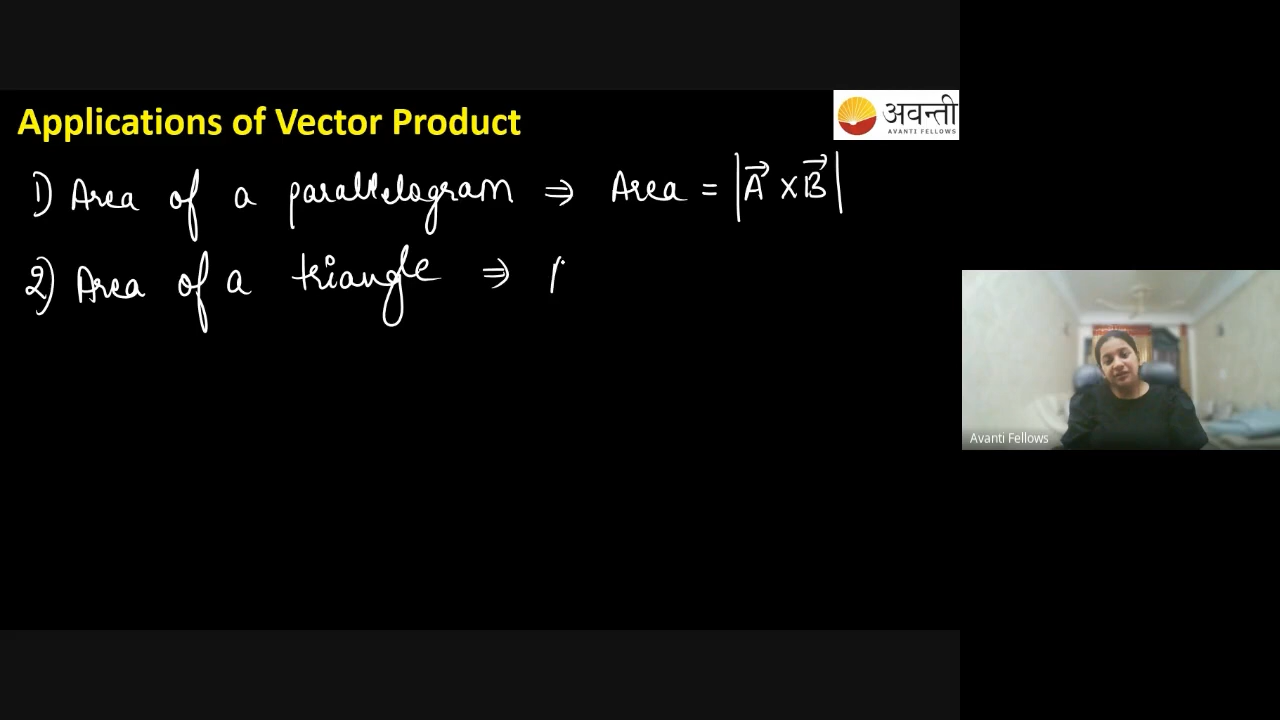 Applications of Vector Product
अवन्ती
AVANTI FELLOWS
1) Area of a parallelogram ⇒ Area = |A⃗ × B⃗|
2) Area of a triangle ⇒
Avanti Fellows